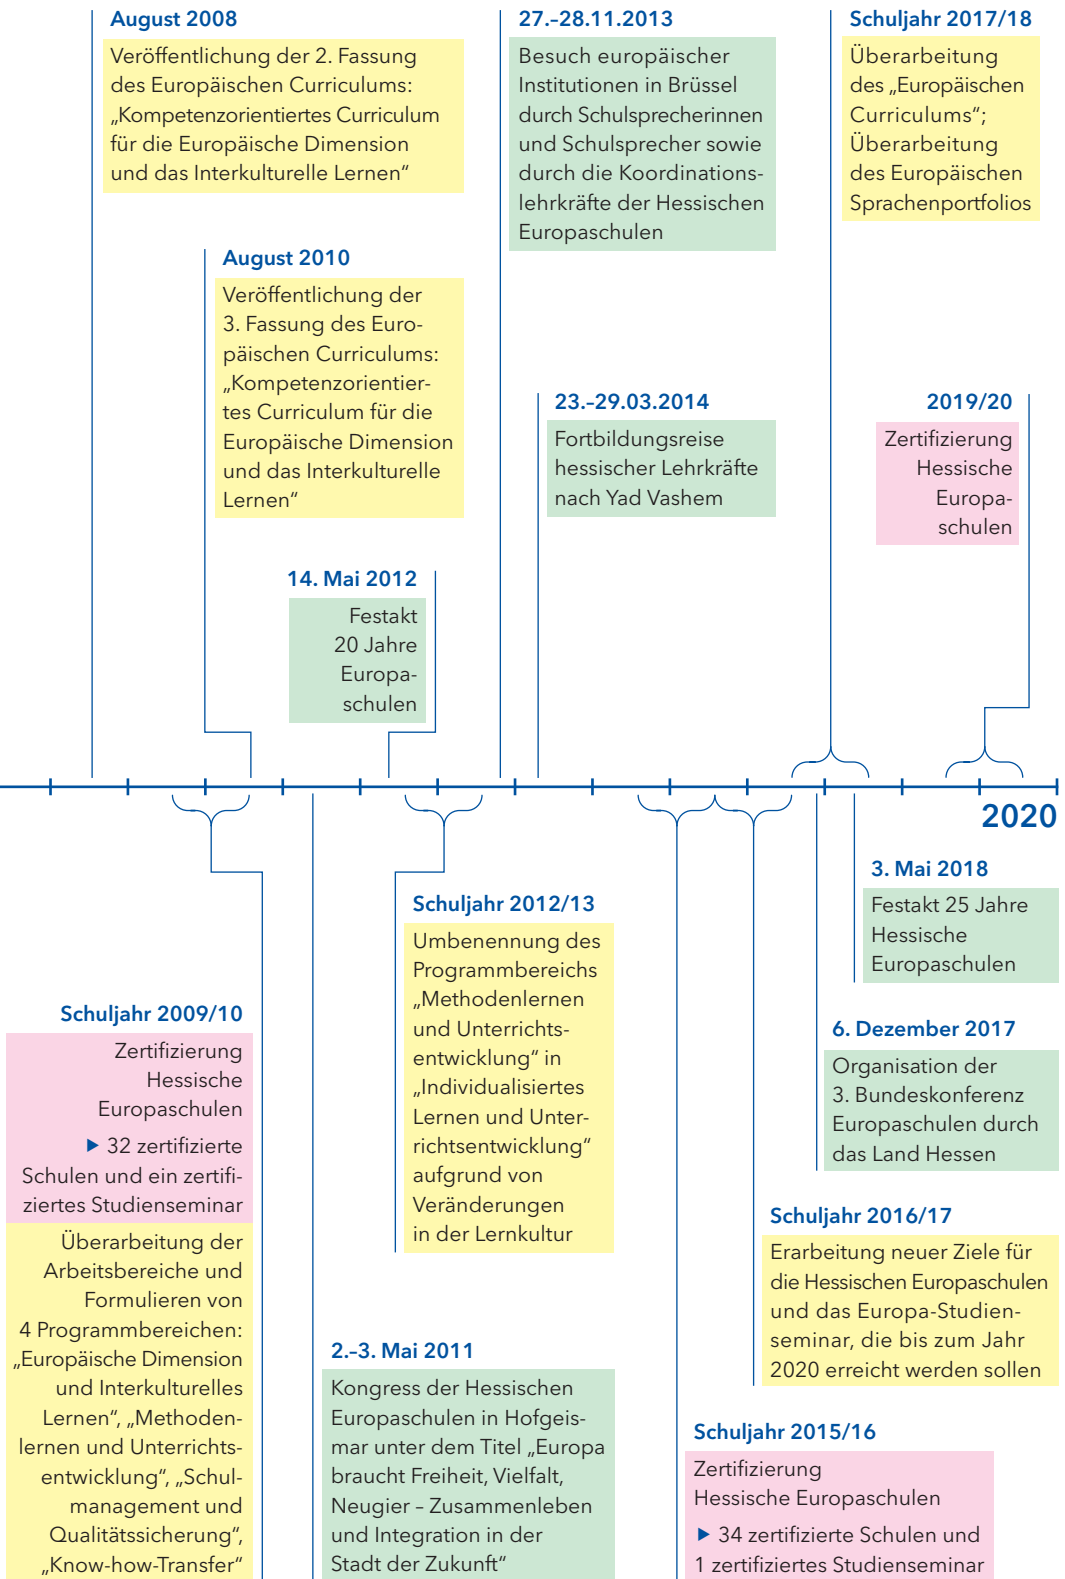 August 2008
Veröffentlichung der 2. Fassung
des Europäischen Curriculums:
„Kompetenzorientiertes Curriculum
für die Europäische Dimension
und das Interkulturelle Lernen“
27.–28.11.2013
Besuch europäischer
Institutionen in Brüssel
durch Schulsprecherinnen
und Schulsprecher sowie
durch die Koordinations-
lehrkräfte der Hessischen
Europaschulen
Schuljahr 2017/18
Überarbeitung
des „Europäischen
Curriculums“;
Überarbeitung
des Europäischen
Sprachenportfolios
August 2010
Veröffentlichung der
3. Fassung des Euro-
päischen Curriculums:
„Kompetenzorientier-
tes Curriculum für die
Europäische Dimension
und das Interkulturelle
Lernen“
23.–29.03.2014
Fortbildungsreise
hessischer Lehrkräfte
nach Yad Vashem
2019/20
Zertifizierung
Hessische
Europa-
schulen
14. Mai 2012
Festakt
20 Jahre
Europa-
schulen
2020
3. Mai 2018
Festakt 25 Jahre
Hessische
Europaschulen
Schuljahr 2012/13
Umbenennung des
Programmbereichs
„Methodenlernen
und Unterrichts-
entwicklung“ in
„Individualisiertes
Lernen und Unter-
richtsentwicklung“
aufgrund von
Veränderungen
in der Lernkultur
Schuljahr 2009/10
Zertifizierung
Hessische
Europaschulen
▶ 32 zertifizierte
Schulen und ein zertifi-
ziertes Studienseminar
Überarbeitung der
Arbeitsbereiche und
Formulieren von
4 Programmbereichen:
„Europäische Dimension
und Interkulturelles
Lernen“, „Methoden-
lernen und Unterrichts-
entwicklung“, „Schul-
management und
Qualitätssicherung“,
„Know-how-Transfer“
6. Dezember 2017
Organisation der
3. Bundeskonferenz
Europaschulen durch
das Land Hessen
Schuljahr 2016/17
Erarbeitung neuer Ziele für
die Hessischen Europaschulen
und das Europa-Studien-
seminar, die bis zum Jahr
2020 erreicht werden sollen
2.–3. Mai 2011
Kongress der Hessischen
Europaschulen in Hofgeis-
mar unter dem Titel „Europa
braucht Freiheit, Vielfalt,
Neugier – Zusammenleben
und Integration in der
Stadt der Zukunft“
Schuljahr 2015/16
Zertifizierung
Hessische Europaschulen
▶ 34 zertifizierte Schulen und
1 zertifiziertes Studienseminar